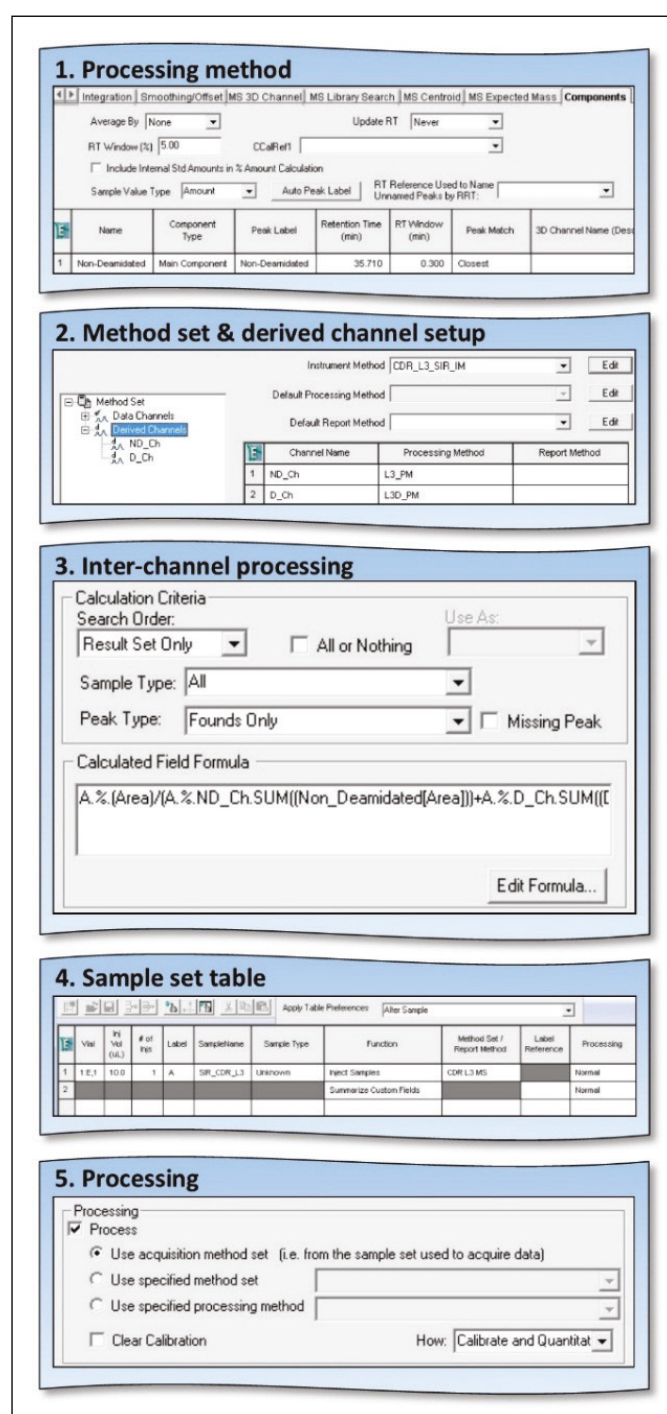 1. Processing method
Integration Smoothing/Offset MS 3D Channel MS Library Search MS Centroid MS Expected Mass Components
Average By None Update RT Never
RT Window (%) 5.00 CCalRef1
Include Internal Std Amounts in % Amount Calculation
Sample Value Type Amount Auto Peak Label RT Reference Used to Name Unnamed Peaks by RRT:
Name Component Type Peak Label Retention Time (min) RT Window (min) Peak Match 3D Channel Name (Desc
1 Non-Deamidated Main Component Non-Deamidated 35.710 0.300 Closest
2. Method set & derived channel setup
Instrument Method CDR_L3_SIR_IM Edit
Default Processing Method Edit
Default Report Method Edit
Method Set
Data Channels
Derived Channels
ND_Ch
D_Ch
Channel Name Processing Method Report Method
1 ND_Ch L3_PM
2 D_Ch L3D_PM
3. Inter-channel processing
Calculation Criteria
Search Order: Use As:
Result Set Only All or Nothing
Sample Type: All
Peak Type: Founds Only Missing Peak
Calculated Field Formula
A.%.(Area)/(A.%.ND_Ch.SUM((Non_Deamidated[Area]))+A.%.D_Ch.SUM((D
Edit Formula...
4. Sample set table
Apply Table Preferences Alter Sample
Vial Inj Vol (uL) # of Injs Label SampleName Sample Type Function Method Set / Report Method Label Reference Processing
1 1:E,1 10.0 1 A SIR_CDR_L3 Unknown Inject Samples CDR L3 MS Normal
2 Summarize Custom Fields Normal
5. Processing
Processing
Process
Use acquisition method set (i.e. from the sample set used to acquire data)
Use specified method set
Use specified processing method
Clear Calibration How: Calibrate and Quantitat